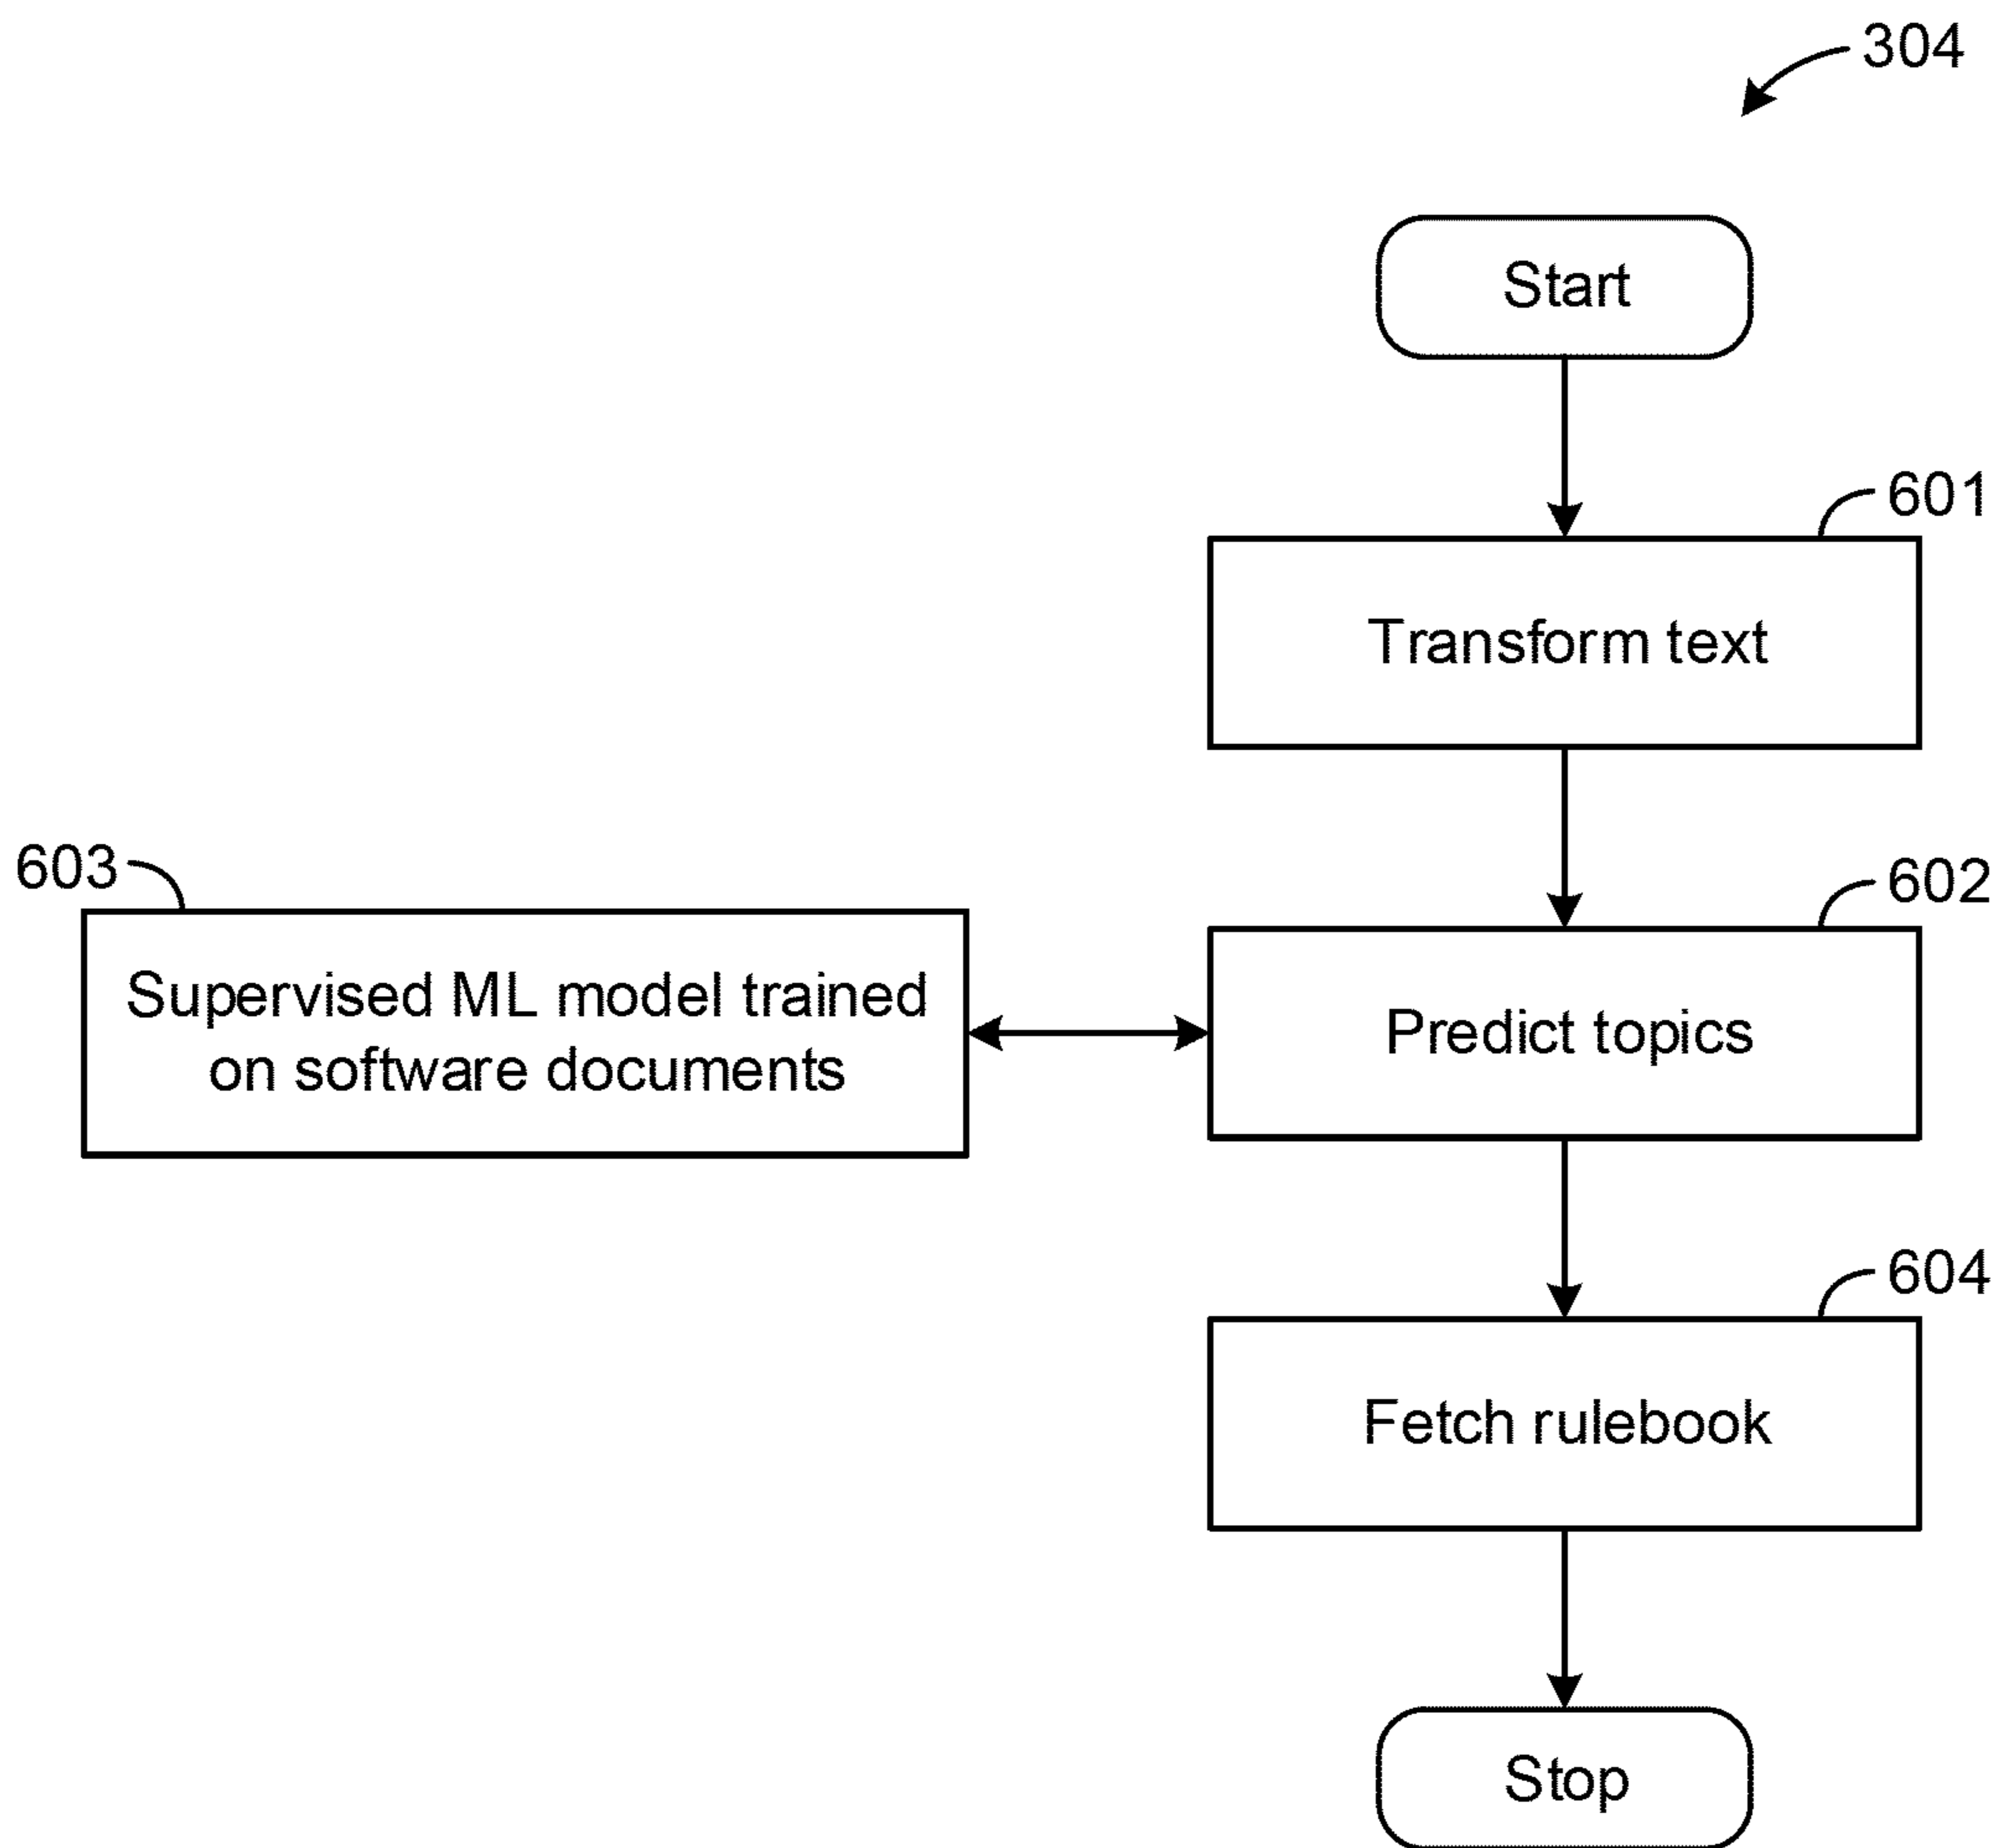 304
Start
601
Transform text
603
Supervised ML model trained
on software documents
602
Predict topics
604
Fetch rulebook
Stop